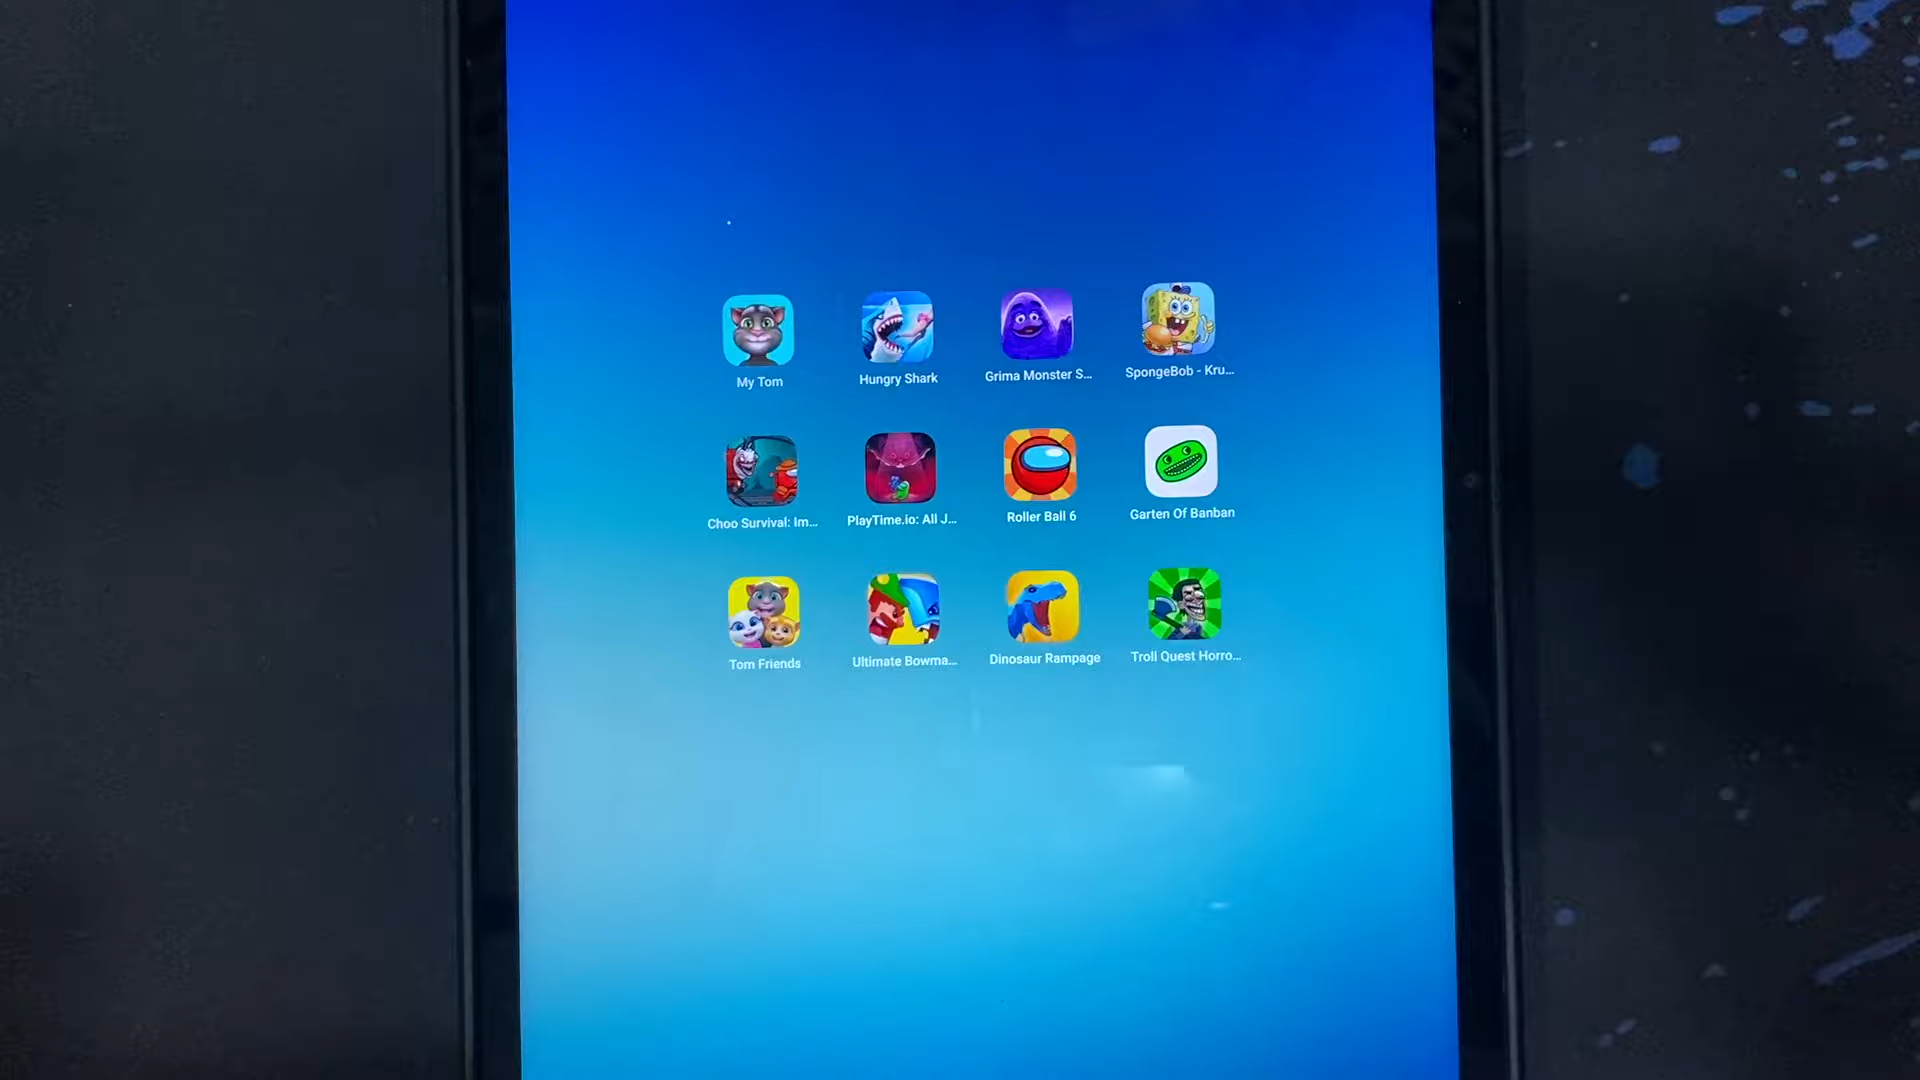 My Tom
Hungry Shark
Grima Monster S...
SpongeBob - Kru...
Choo Survival: Im...
PlayTime.io: All J...
Roller Ball 6
Garten Of Banban
Tom Friends
Ultimate Bowma...
Dinosaur Rampage
Troll Quest Horro...